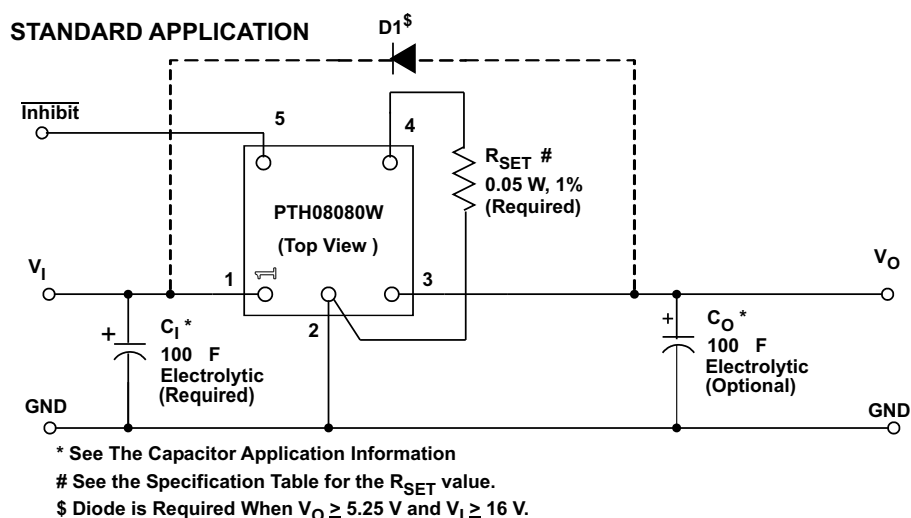 STANDARD APPLICATION
D1$
Inhibit
5
4
RSET #
0.05 W, 1%
(Required)
PTH08080W
(Top View )
VI
1
3
VO
2
+
CI *
100 F
Electrolytic
(Required)
+
CO *
100 F
Electrolytic
(Optional)
GND
GND
* See The Capacitor Application Information
# See the Specification Table for the RSET value.
$ Diode is Required When VO ≥ 5.25 V and VI ≥ 16 V.